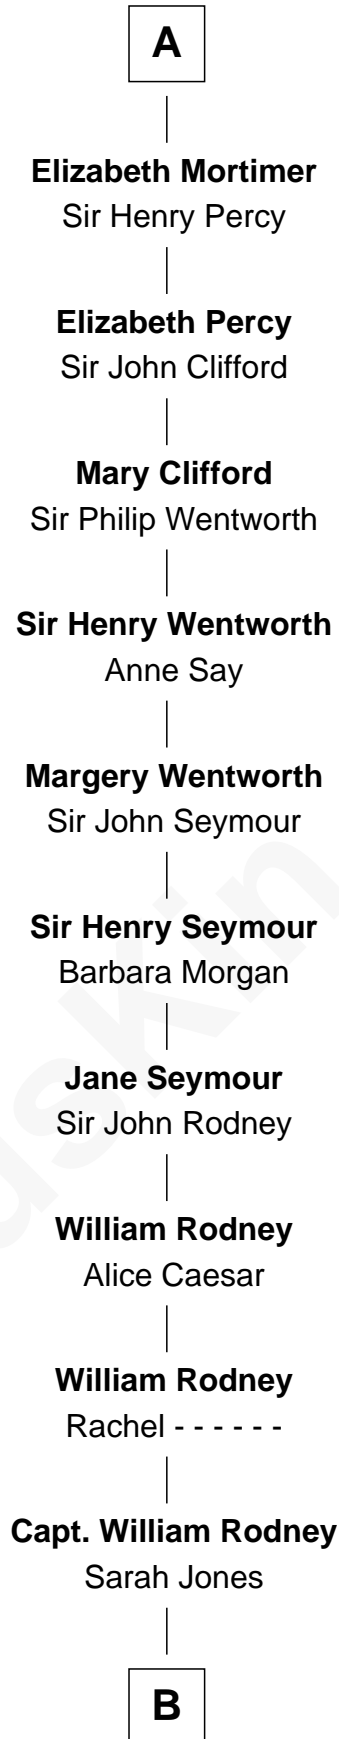 A
Elizabeth Mortimer
Sir Henry Percy
Elizabeth Percy
Sir John Clifford
Mary Clifford
Sir Philip Wentworth
Sir Henry Wentworth
Anne Say
Margery Wentworth
Sir John Seymour
Sir Henry Seymour
Barbara Morgan
Jane Seymour
Sir John Rodney
William Rodney
Alice Caesar
William Rodney
Rachel - - - - - -
Capt. William Rodney
Sarah Jones
B